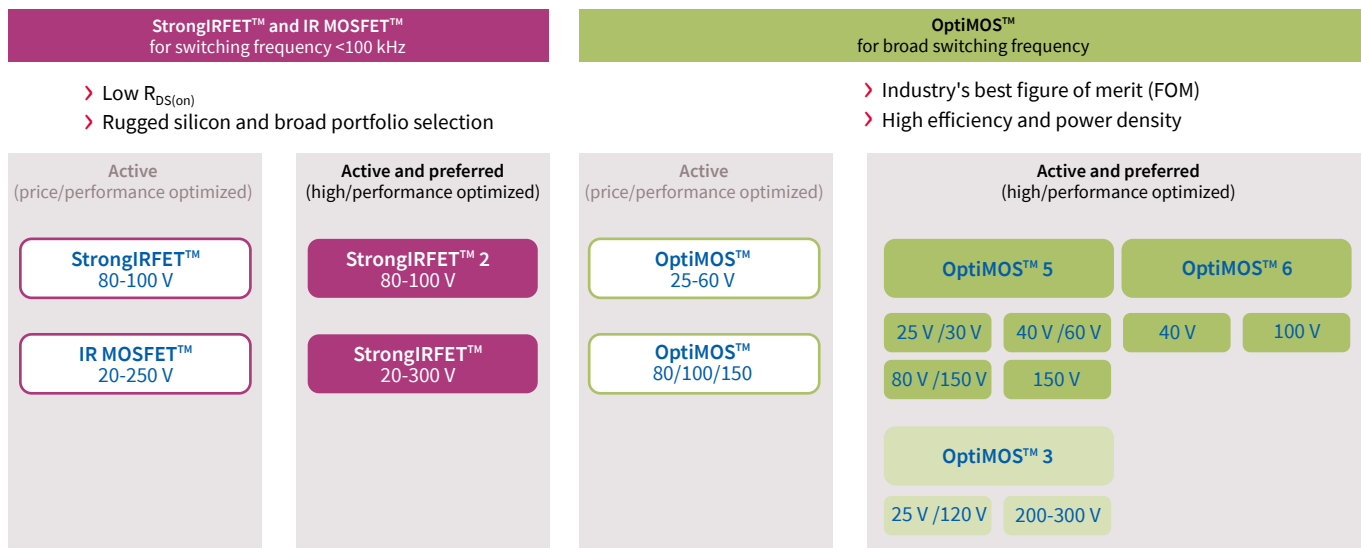 StrongIRFET™ and IR MOSFET™
for switching frequency <100 kHz
❯ Low RDS(on)
❯ Rugged silicon and broad portfolio selection
Active
(price/performance optimized)
StrongIRFET™
80-100 V
IR MOSFET™
20-250 V
Active and preferred
(high/performance optimized)
StrongIRFET™ 2
80-100 V
StrongIRFET™
20-300 V
OptiMOS™
for broad switching frequency
❯ Industry's best figure of merit (FOM)
❯ High efficiency and power density
Active
(price/performance optimized)
OptiMOS™
25-60 V
OptiMOS™
80/100/150
Active and preferred
(high/performance optimized)
OptiMOS™ 5
25 V /30 V
40 V /60 V
80 V /150 V
150 V
OptiMOS™ 6
40 V
100 V
OptiMOS™ 3
25 V /120 V
200-300 V